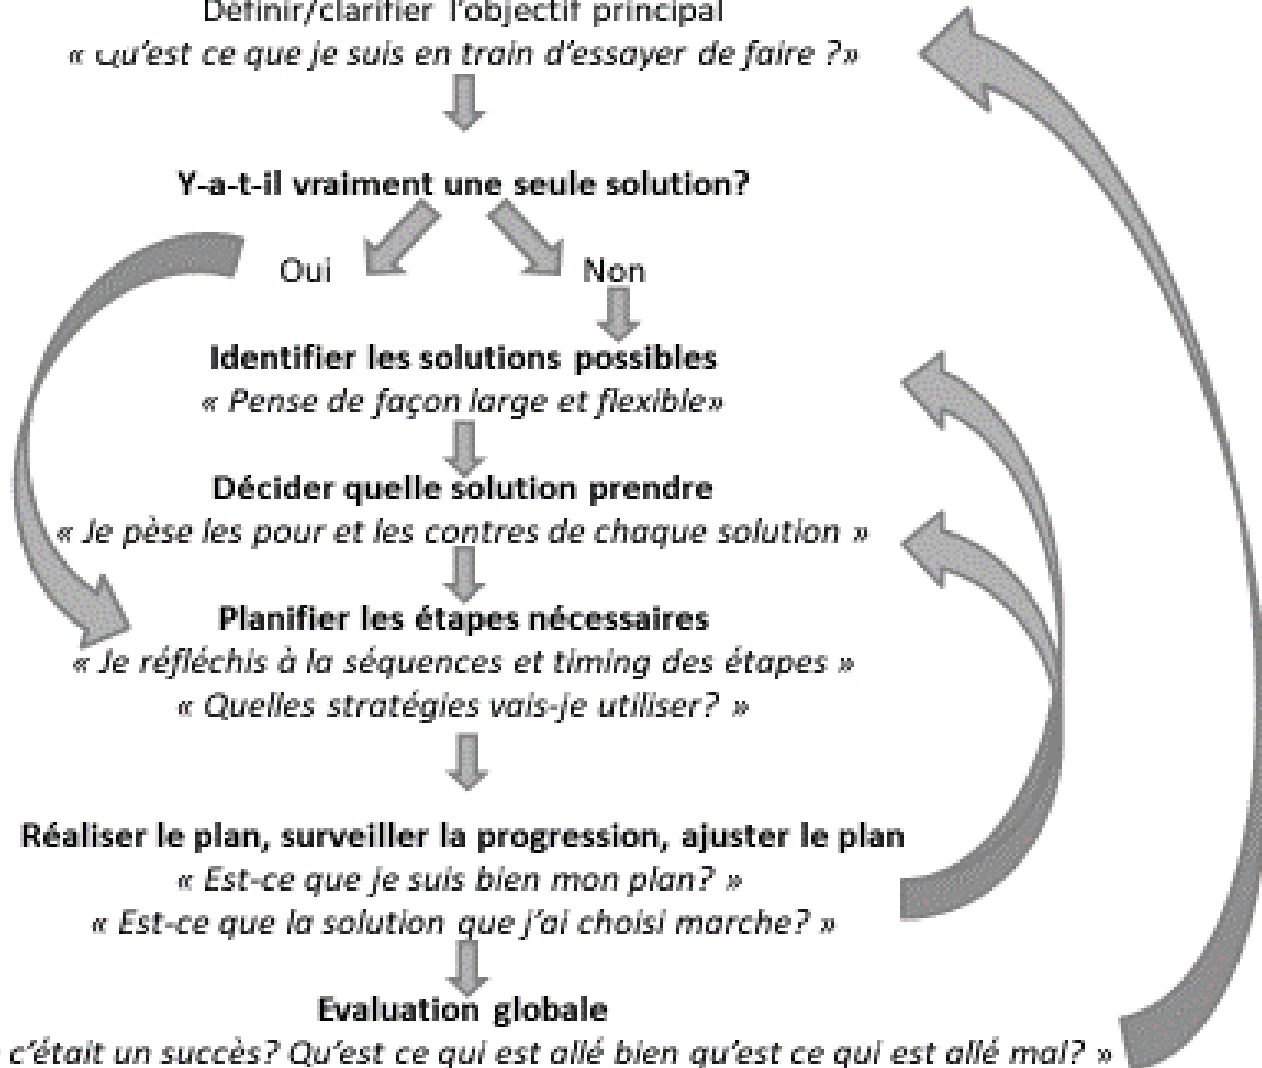 Définir/clarifier l'objectif principal
« Qu'est ce que je suis en train d'essayer de faire ?»
Y-a-t-il vraiment une seule solution?
Oui Non
Identifier les solutions possibles
« Pense de façon large et flexible»
Décider quelle solution prendre
« Je pèse les pour et les contres de chaque solution »
Planifier les étapes nécessaires
« Je réfléchis à la séquences et timing des étapes »
« Quelles stratégies vais-je utiliser? »
Réaliser le plan, surveiller la progression, ajuster le plan
« Est-ce que je suis bien mon plan? »
« Est-ce que la solution que j'ai choisi marche? »
Evaluation globale
c'était un succès? Qu'est ce qui est allé bien qu'est ce qui est allé mal? »